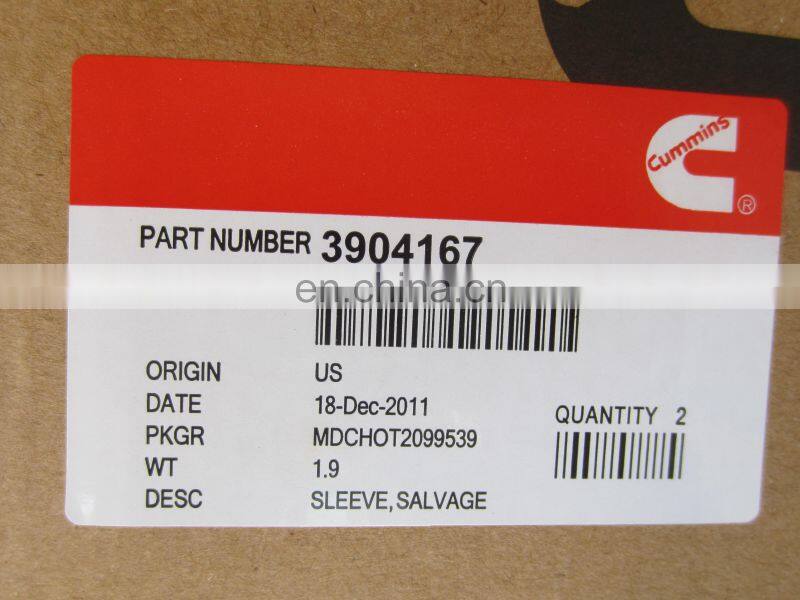 Cummins
®
PART NUMBER 3904167
en.china.cn
ORIGIN US
DATE 18-Dec-2011
QUANTITY 2
PKGR MDCHOT2099539
WT 1.9
DESC SLEEVE, SALVAGE